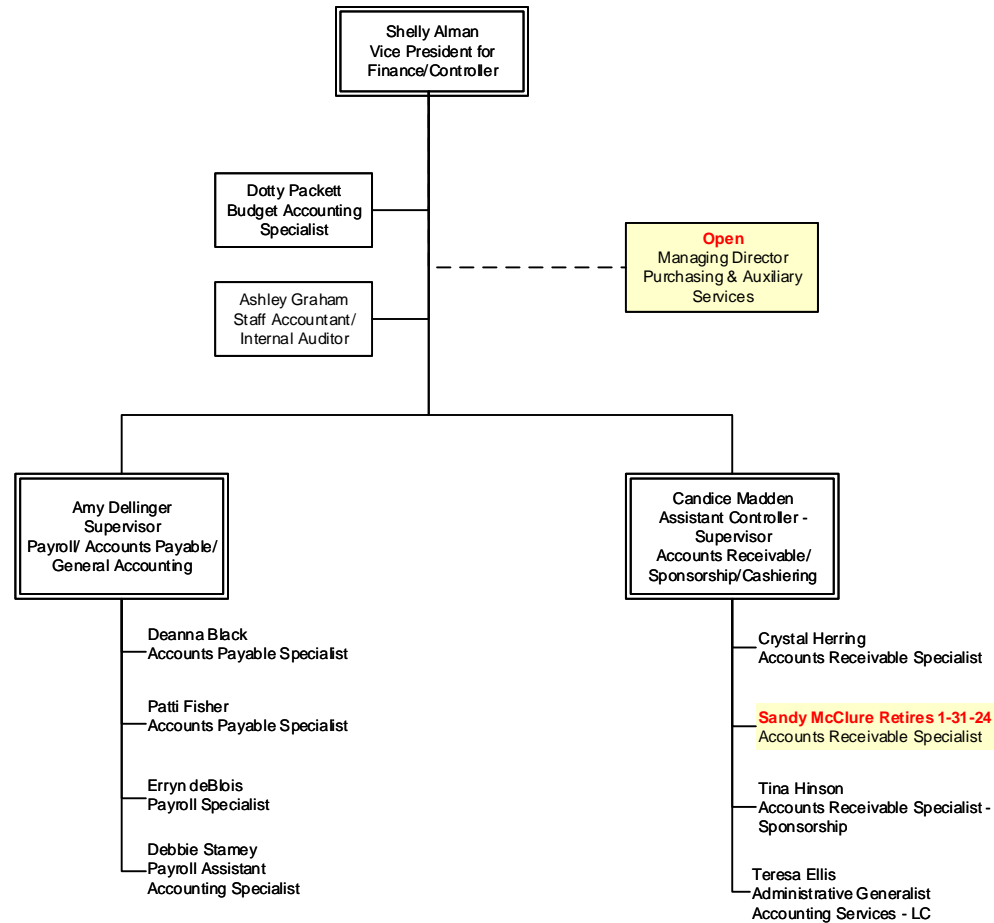 Shelly Alman
Vice President for
Finance/Controller
Dotty Packett
Budget Accounting
Specialist
Open
Managing Director
Purchasing & Auxiliary
Services
Ashley Graham
Staff Accountant/
Internal Auditor
Amy Dellinger
Supervisor
Payroll/ Accounts Payable/
General Accounting
Candice Madden
Assistant Controller -
Supervisor
Accounts Receivable/
Sponsorship/Cashiering
Deanna Black
Accounts Payable Specialist
Patti Fisher
Accounts Payable Specialist
Erryn deBlois
Payroll Specialist
Debbie Stamey
Payroll Assistant
Accounting Specialist
Crystal Herring
Accounts Receivable Specialist
Sandy McClure Retires 1-31-24
Accounts Receivable Specialist
Tina Hinson
Accounts Receivable Specialist -
Sponsorship
Teresa Ellis
Administrative Generalist
Accounting Services - LC